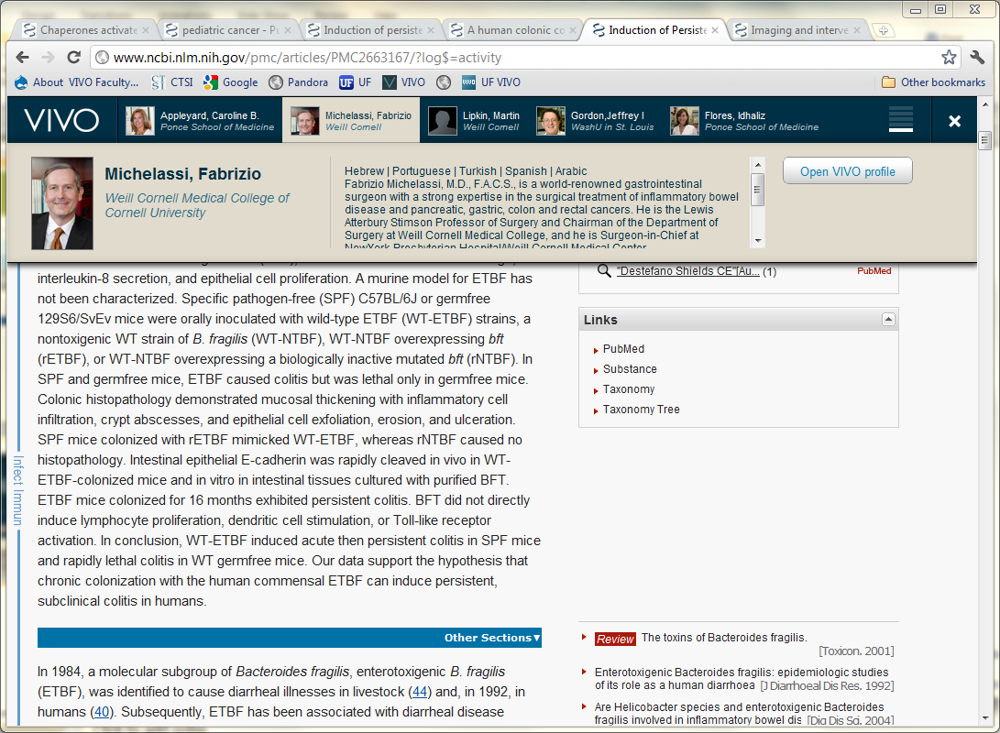 Chaperones activate
pediatric cancer - Pu
Induction of persiste
A human colonic co
Induction of Persiste
Imaging and interve
www.ncbi.nlm.nih.gov/pmc/articles/PMC2663167/?log$=activity
About VIVO Faculty...
CTSI
Google
Pandora
UF
VIVO
UF VIVO
Other bookmarks
VIVO
Appleyard, Caroline B.
Ponce School of Medicine
Michelassi, Fabrizio
Weill Cornell
Lipkin, Martin
Weill Cornell
Gordon,Jeffrey I
WashU in St. Louis
Flores, Idhaliz
Ponce School of Medicine
Michelassi, Fabrizio
Weill Cornell Medical College of
Cornell University
Hebrew | Portuguese | Turkish | Spanish | Arabic
Fabrizio Michelassi, M.D., F.A.C.S., is a world-renowned gastrointestinal
surgeon with a strong expertise in the surgical treatment of inflammatory bowel
disease and pancreatic, gastric, colon and rectal cancers. He is the Lewis
Atterbury Stimson Professor of Surgery and Chairman of the Department of
Surgery at Weill Cornell Medical College, and he is Surgeon-in-Chief at
NewYork Presbyterian Hospital/Weill Cornell Medical Center
Open VIVO profile
interleukin-8 secretion, and epithelial cell proliferation. A murine model for ETBF has
not been characterized. Specific pathogen-free (SPF) C57BL/6J or germfree
129S6/SvEv mice were orally inoculated with wild-type ETBF (WT-ETBF) strains, a
nontoxigenic WT strain of B. fragilis (WT-NTBF), WT-NTBF overexpressing bft
(rETBF), or WT-NTBF overexpressing a biologically inactive mutated bft (rNTBF). In
SPF and germfree mice, ETBF caused colitis but was lethal only in germfree mice.
Colonic histopathology demonstrated mucosal thickening with inflammatory cell
infiltration, crypt abscesses, and epithelial cell exfoliation, erosion, and ulceration.
SPF mice colonized with rETBF mimicked WT-ETBF, whereas rNTBF caused no
histopathology. Intestinal epithelial E-cadherin was rapidly cleaved in vivo in WT-
ETBF-colonized mice and in vitro in intestinal tissues cultured with purified BFT.
ETBF mice colonized for 16 months exhibited persistent colitis. BFT did not directly
induce lymphocyte proliferation, dendritic cell stimulation, or Toll-like receptor
activation. In conclusion, WT-ETBF induced acute then persistent colitis in SPF mice
and rapidly lethal colitis in WT germfree mice. Our data support the hypothesis that
chronic colonization with the human commensal ETBF can induce persistent,
subclinical colitis in humans.
Infect Immun
Other Sections▼
In 1984, a molecular subgroup of Bacteroides fragilis, enterotoxigenic B. fragilis
(ETBF), was identified to cause diarrheal illnesses in livestock (44) and, in 1992, in
humans (40). Subsequently, ETBF has been associated with diarrheal disease
"Destefano Shields CE"[Au... (1)
PubMed
Links
PubMed
Substance
Taxonomy
Taxonomy Tree
Review The toxins of Bacteroides fragilis.
[Toxicon. 2001]
Enterotoxigenic Bacteroides fragilis: epidemiologic studies
of its role as a human diarrhoea [J Diarrhoeal Dis Res. 1992]
Are Helicobacter species and enterotoxigenic Bacteroides
fragilis involved in inflammatory bowel dis [Dig Dis Sci. 2004]